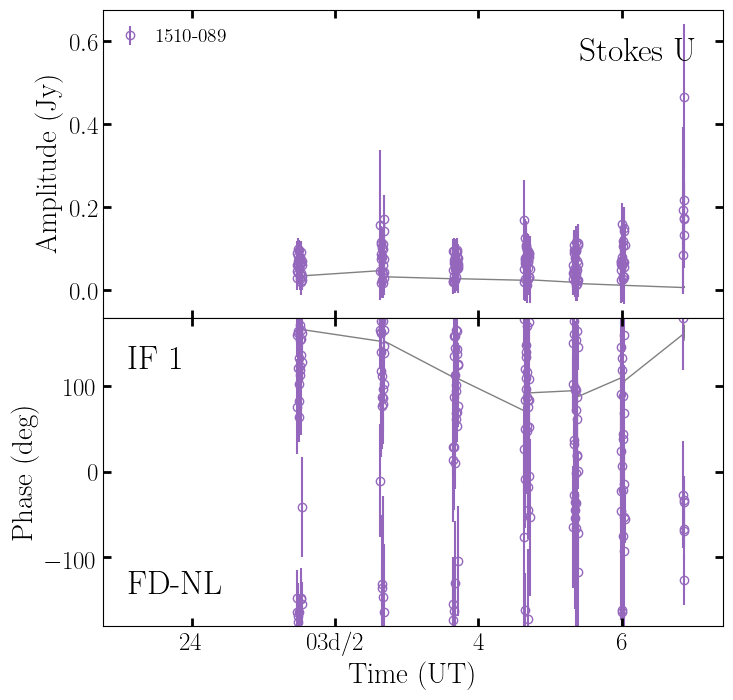 1510-089
Stokes U
0.6
0.4
0.2
0.0
Amplitude (Jy)
IF 1
100
0
−100
Phase (deg)
FD-NL
24
03d/2
4
6
Time (UT)